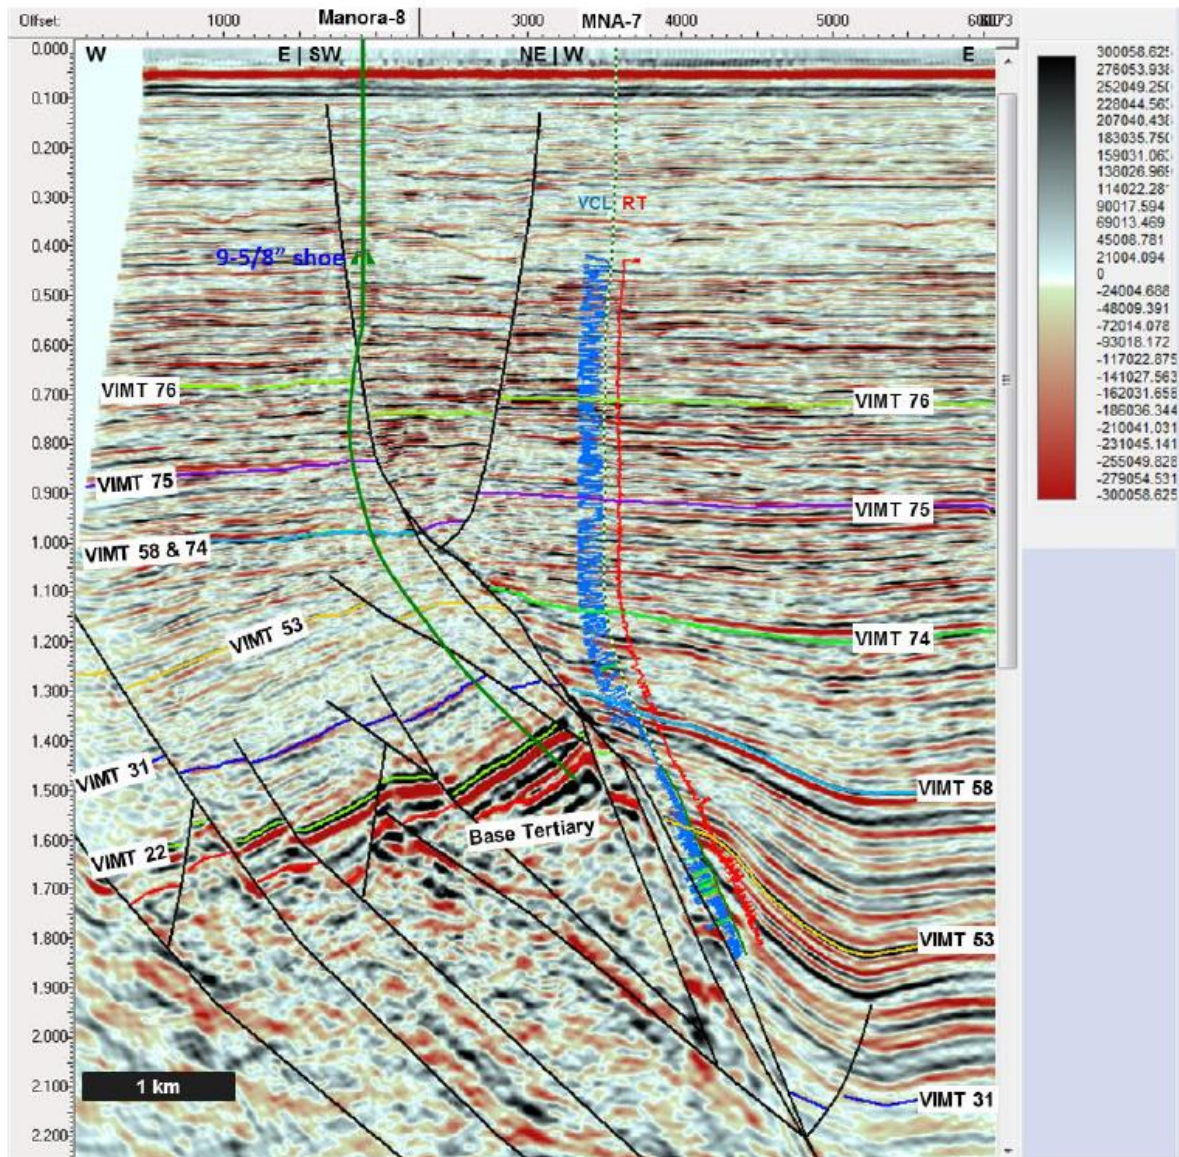 Offset: 1000 Manora-8 3000 MNA-7 4000 5000
W E | SW NE | W E
0.000
0.100
0.200
0.300
VCL RT
0.400
9-5/8" shoe
0.500
0.600
VIMT 76 VIMT 76
0.700
0.800
VIMT 75
0.900
VIMT 75
1.000
VIMT 58 & 74
1.100
VIMT 53
VIMT 74
1.200
1.300
1.400
VIMT 31
1.500
VIMT 58
Base Tertiary
1.600
VIMT 22
1.700
1.800
VIMT 53
1.900
2.000
2.100
1 km
VIMT 31
2.200
300058.625
276053.938
252049.250
228044.563
207040.438
183035.750
159031.063
136026.969
114022.281
90017.594
69013.469
45008.781
21004.094
0
-24004.688
-48009.391
-72014.078
-93018.172
-117022.875
-141027.563
-162031.656
-186036.344
-210041.031
-231045.141
-255049.828
-279054.531
-300058.625